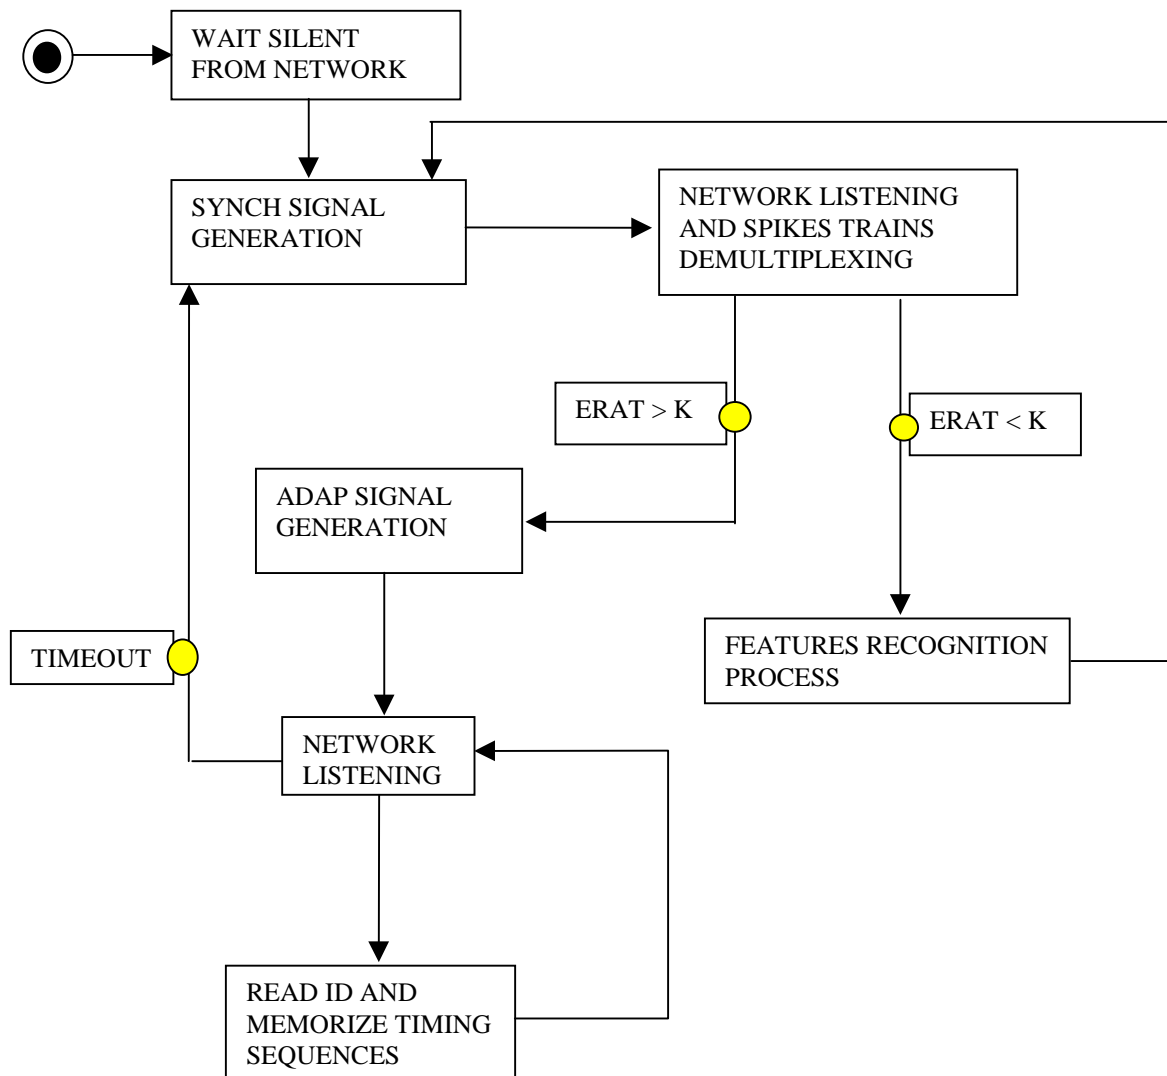 WAIT SILENT
FROM NETWORK
SYNCH SIGNAL
GENERATION
NETWORK LISTENING
AND SPIKES TRAINS
DEMULTIPLEXING
ERAT > K
ERAT < K
ADAP SIGNAL
GENERATION
TIMEOUT
FEATURES RECOGNITION
PROCESS
NETWORK
LISTENING
READ ID AND
MEMORIZE TIMING
SEQUENCES